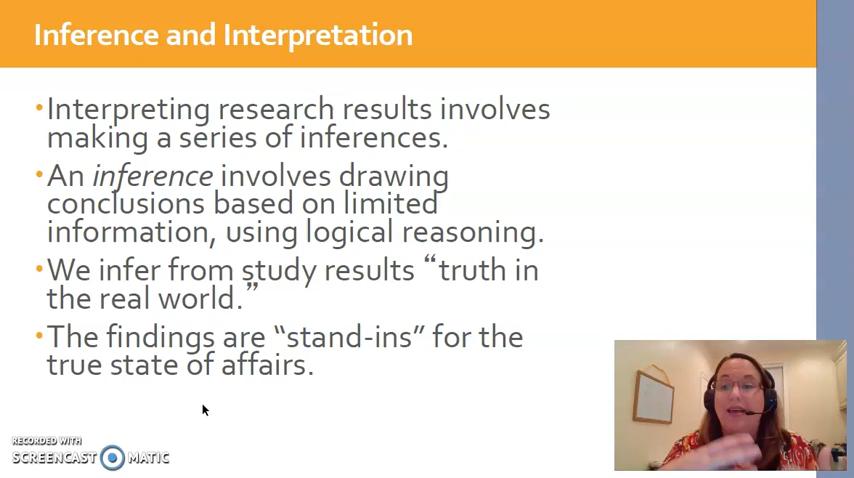 Inference and Interpretation
•Interpreting research results involves
making a series of inferences.
•An inference involves drawing
conclusions based on limited
information, using logical reasoning.
•We infer from study results “truth in
the real world.”
•The findings are “stand-ins” for the
true state of affairs.
RECORDED WITH
SCREENCAST MATIC